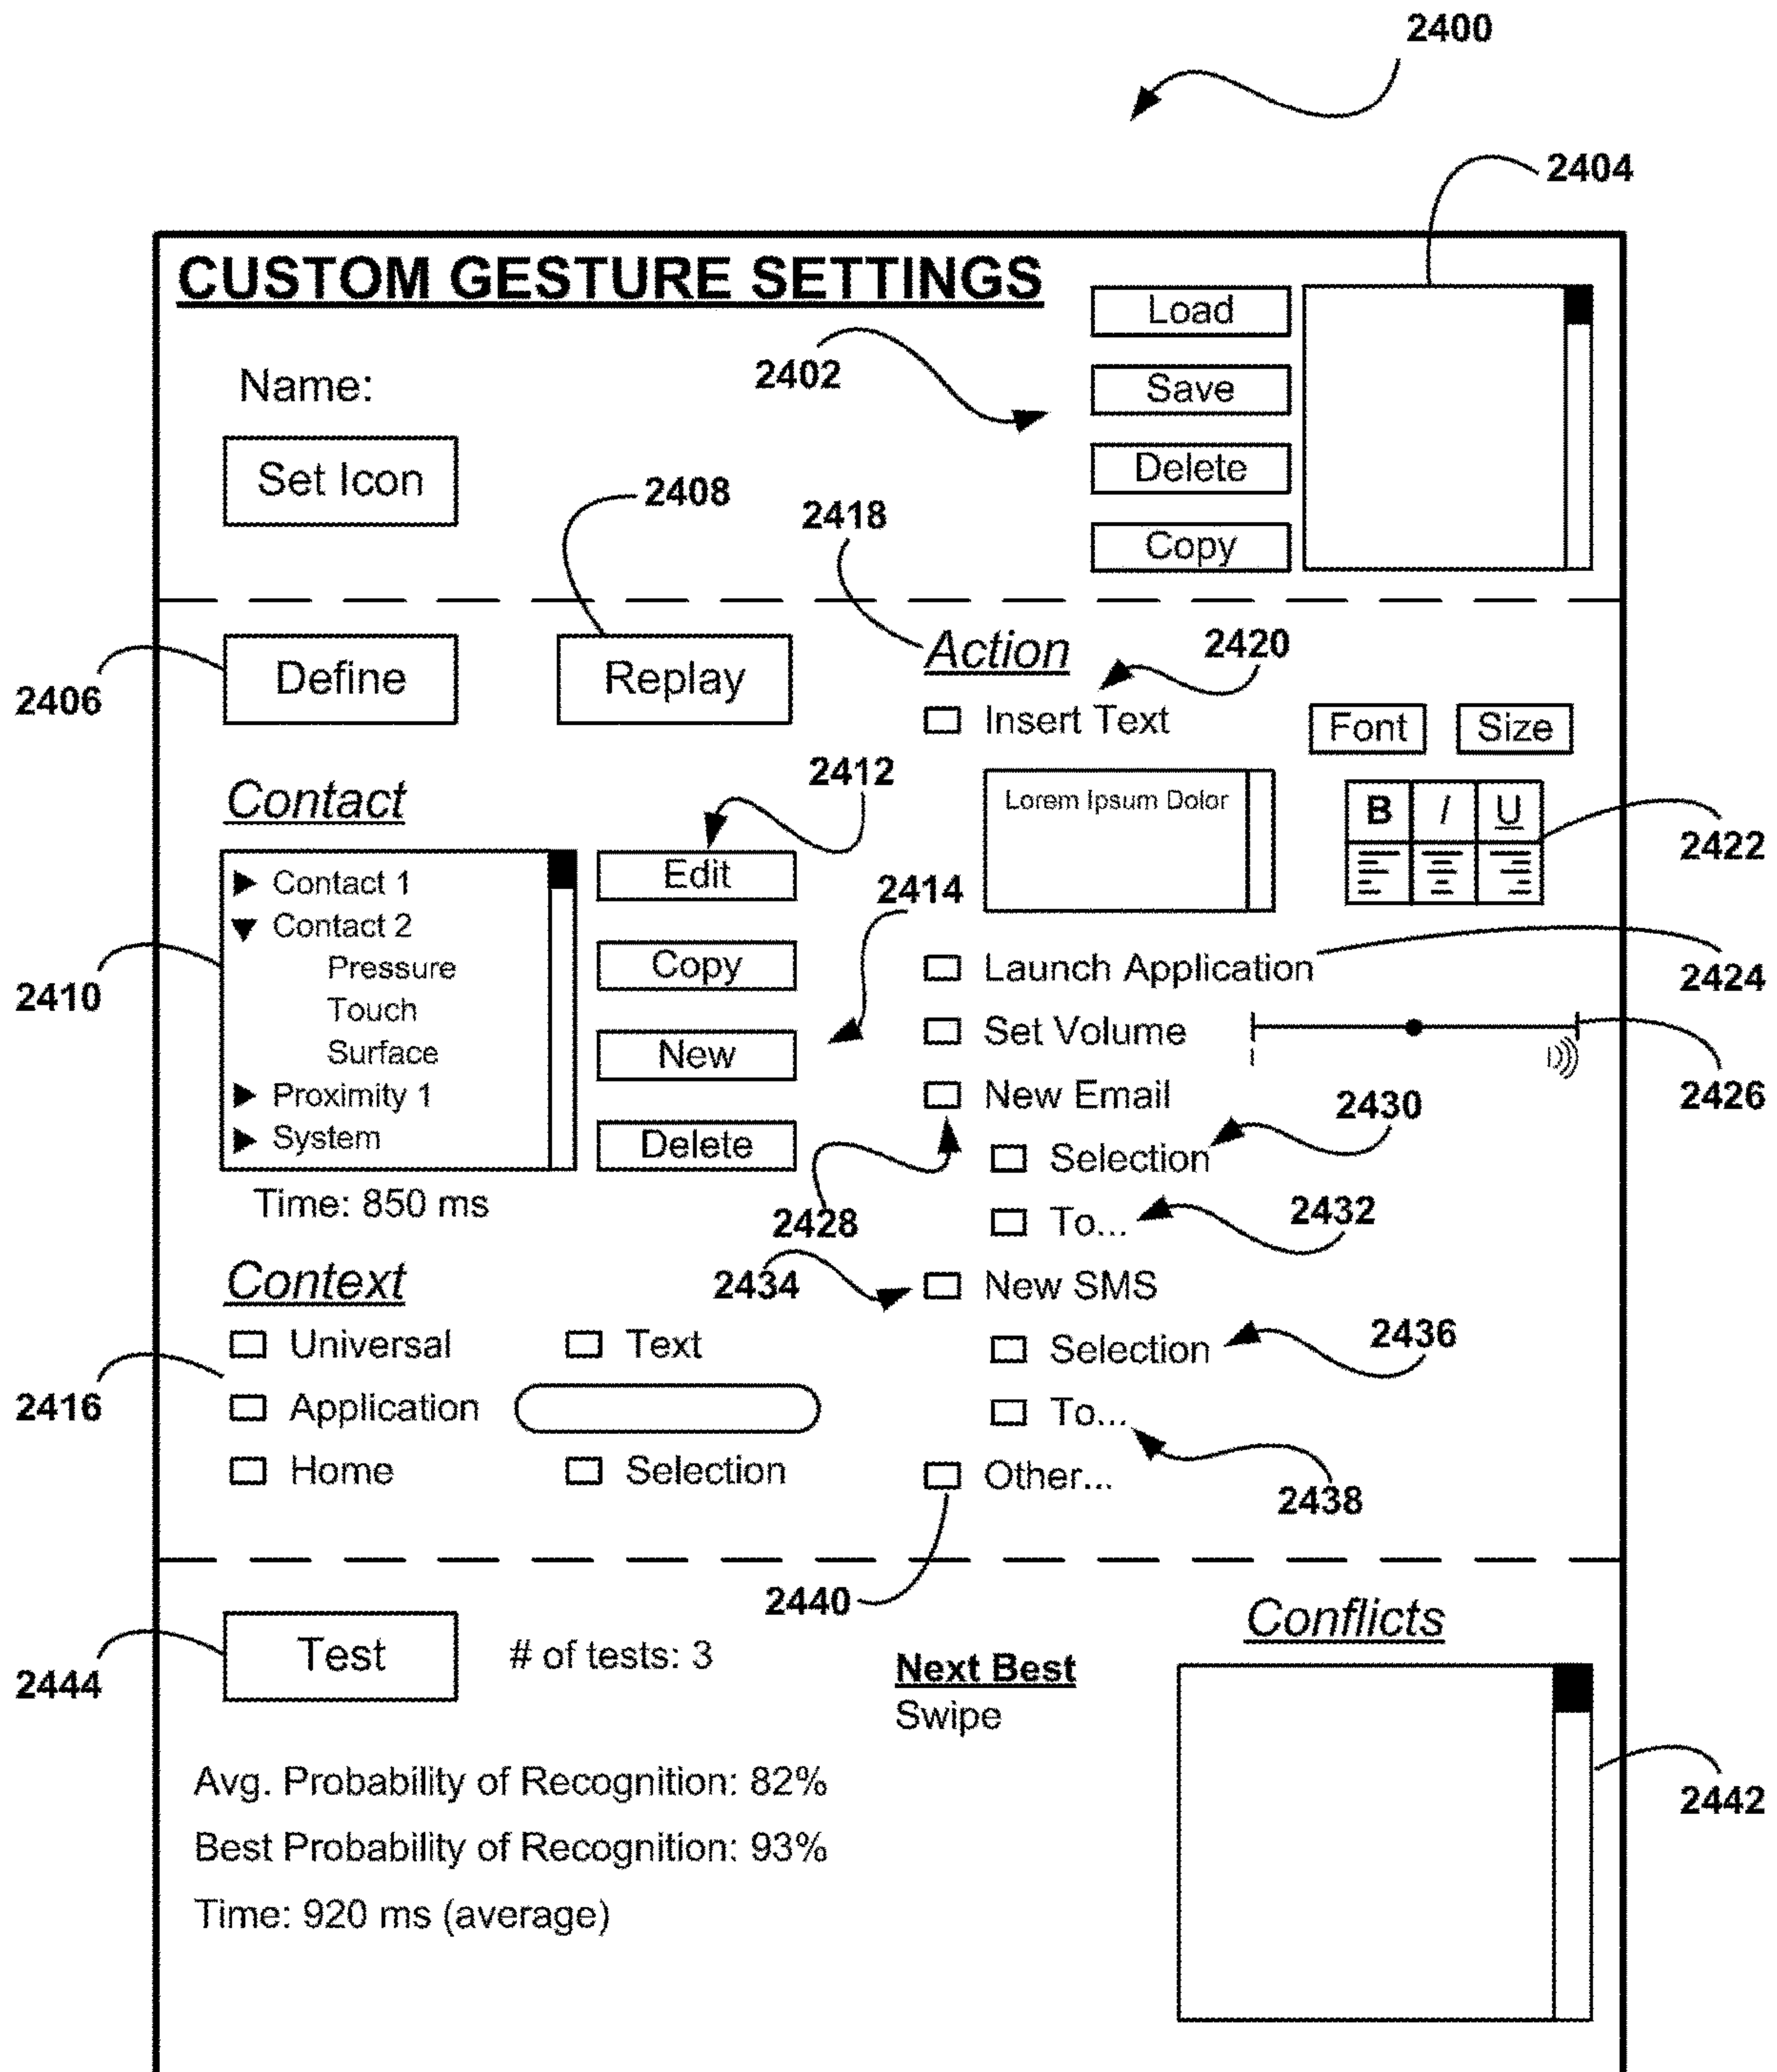 2400
2404
CUSTOM GESTURE SETTINGS
Load
2402
Name:
Save
Set Icon
Delete
2408
2418
Copy
2406
Define
Replay
Action
2420
Insert Text
Font
Size
2412
Contact
Lorem Ipsum Dolor
B
I
U
2422
Edit
2414
Contact 1
Contact 2
Pressure
Touch
Surface
Proximity 1
System
2410
Copy
New
Delete
Time: 850 ms
Launch Application
2424
Set Volume
2426
New Email
2430
Selection
2428
To...
2432
2434
New SMS
Selection
2436
To...
2438
Other...
2440
Context
Universal
Text
2416
Application
Home
Selection
2444
Test
# of tests: 3
Next Best
Swipe
Conflicts
2442
Avg. Probability of Recognition: 82%
Best Probability of Recognition: 93%
Time: 920 ms (average)